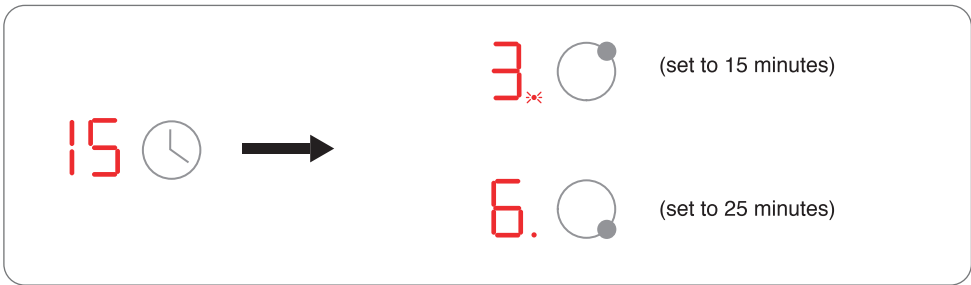 3. (set to 15 minutes)
15
6. (set to 25 minutes)